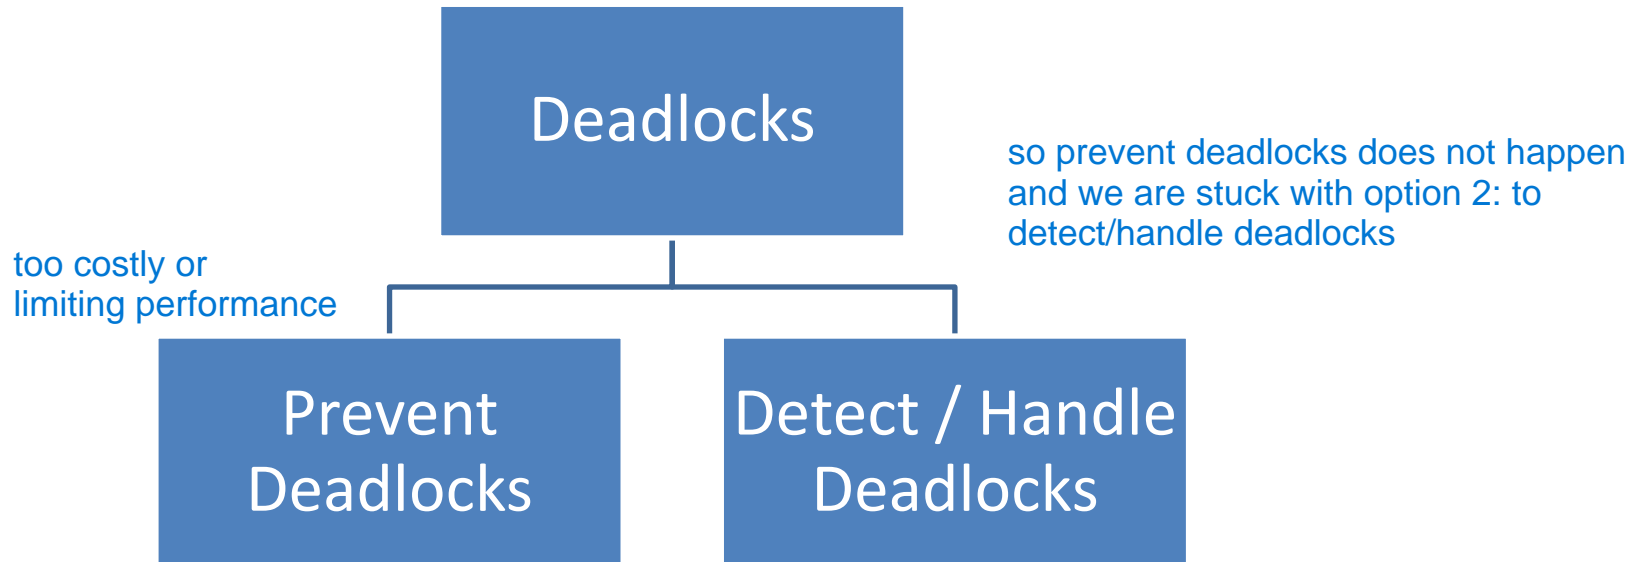 Deadlocks
so prevent deadlocks does not happen
and we are stuck with option 2: to
detect/handle deadlocks
too costly or
limiting performance
Prevent
Deadlocks
Detect / Handle
Deadlocks